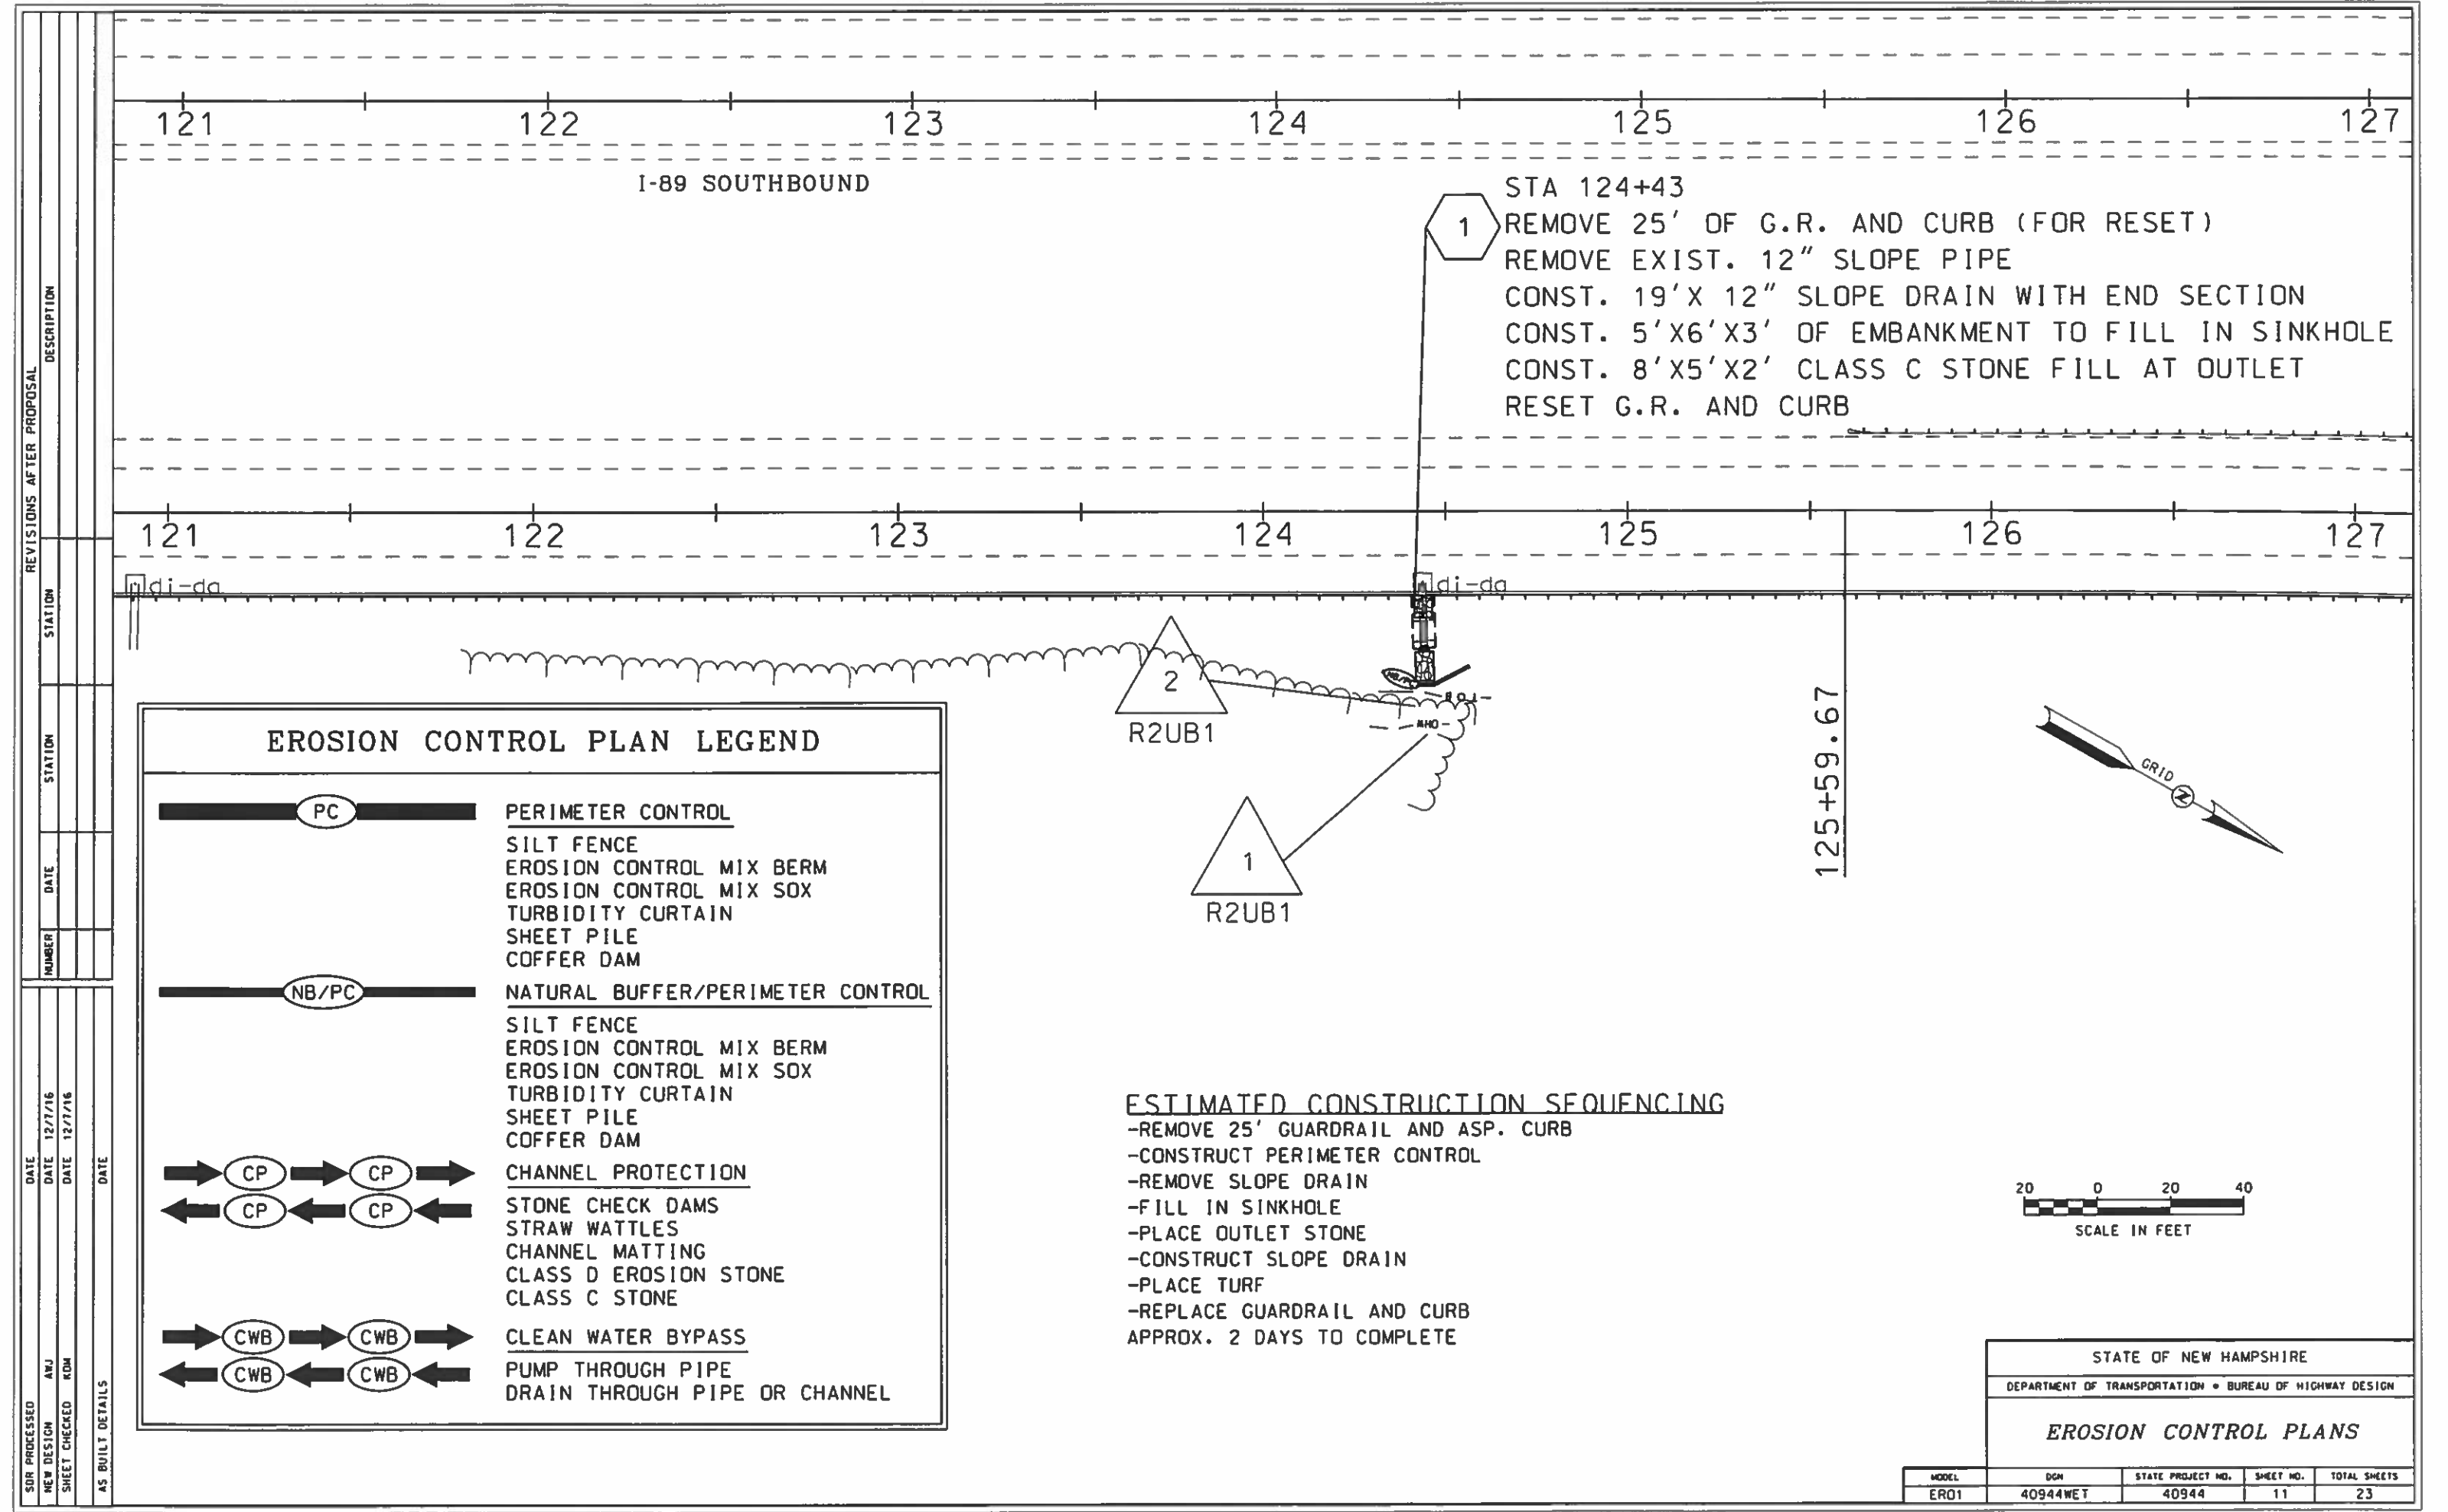 121 122 123 124 125 126 127
I-89 SOUTHBOUND
1
STA 124+43
REMOVE 25' OF G.R. AND CURB (FOR RESET)
REMOVE EXIST. 12" SLOPE PIPE
CONST. 19'X 12" SLOPE DRAIN WITH END SECTION
CONST. 5'X6'X3' OF EMBANKMENT TO FILL IN SINKHOLE
CONST. 8'X5'X2' CLASS C STONE FILL AT OUTLET
RESET G.R. AND CURB
121 122 123 124 125 126 127
di-da
di-da
NB/PC
2
R2UB1
TOB
OHW
1
R2UB1
125+59.67
GRID
N
EROSION CONTROL PLAN LEGEND
PC
PERIMETER CONTROL
SILT FENCE
EROSION CONTROL MIX BERM
EROSION CONTROL MIX SOX
TURBIDITY CURTAIN
SHEET PILE
COFFER DAM
NB/PC
NATURAL BUFFER/PERIMETER CONTROL
SILT FENCE
EROSION CONTROL MIX BERM
EROSION CONTROL MIX SOX
TURBIDITY CURTAIN
SHEET PILE
COFFER DAM
CP CP
CHANNEL PROTECTION
CP CP
STONE CHECK DAMS
STRAW WATTLES
CHANNEL MATTING
CLASS D EROSION STONE
CLASS C STONE
CWB CWB
CLEAN WATER BYPASS
CWB CWB
PUMP THROUGH PIPE
DRAIN THROUGH PIPE OR CHANNEL
ESTIMATED CONSTRUCTION SEQUENCING
-REMOVE 25' GUARDRAIL AND ASP. CURB
-CONSTRUCT PERIMETER CONTROL
-REMOVE SLOPE DRAIN
-FILL IN SINKHOLE
-PLACE OUTLET STONE
-CONSTRUCT SLOPE DRAIN
-PLACE TURF
-REPLACE GUARDRAIL AND CURB
APPROX. 2 DAYS TO COMPLETE
20 0 20 40
SCALE IN FEET
STATE OF NEW HAMPSHIRE
DEPARTMENT OF TRANSPORTATION • BUREAU OF HIGHWAY DESIGN
EROSION CONTROL PLANS
MODEL DGN STATE PROJECT NO. SHEET NO. TOTAL SHEETS
ERO1 40944WET 40944 11 23
REVISIONS AFTER PROPOSAL
NUMBER DATE STATION STATION DESCRIPTION
SDR PROCESSED DATE
NEW DESIGN AWJ DATE 12/7/16
SHEET CHECKED KDM DATE 12/7/16
AS BUILT DETAILS DATE